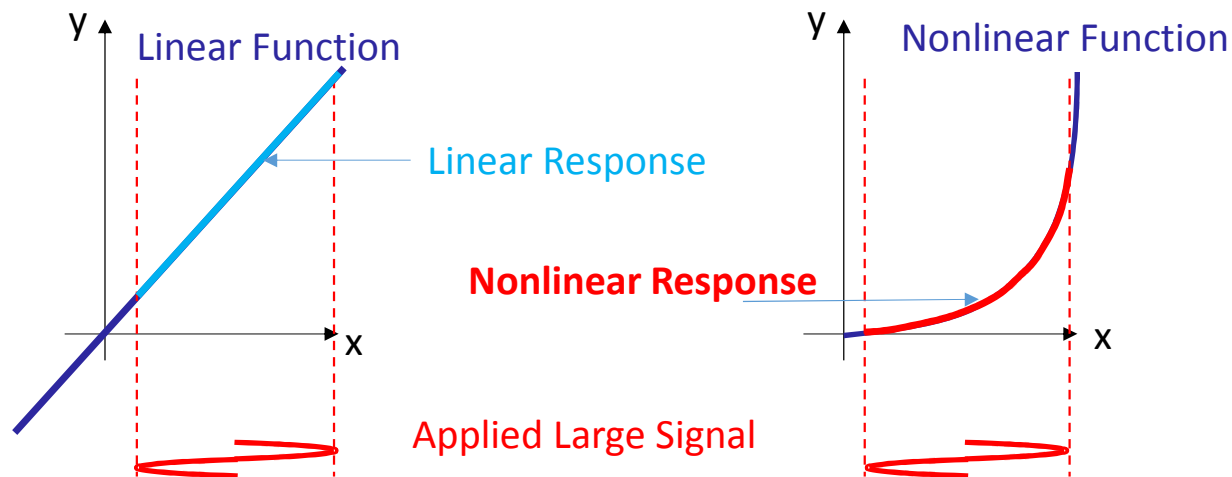 y
Linear Function
Linear Response
x
y
Nonlinear Function
Nonlinear Response
x
Applied Large Signal